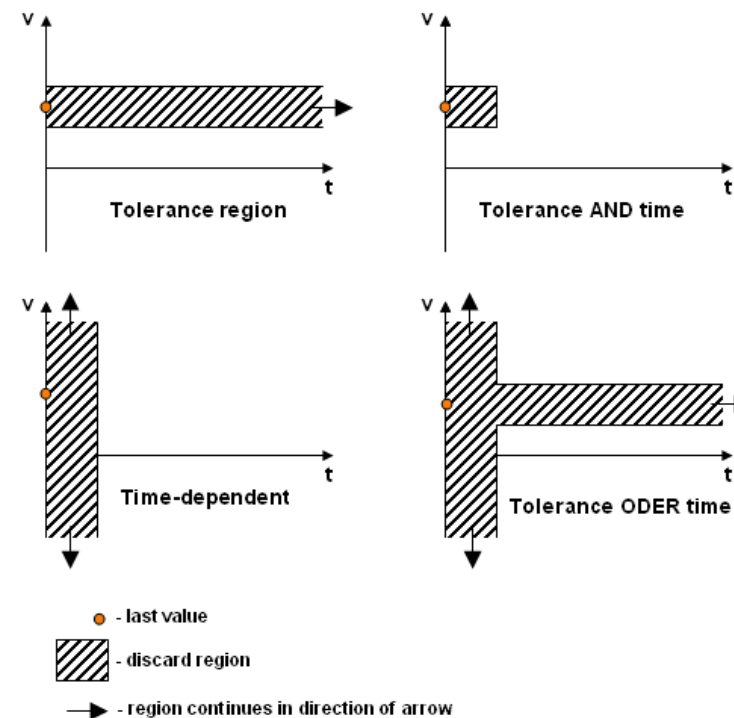 v
t
Tolerance region
v
t
Tolerance AND time
v
t
Time-dependent
v
t
Tolerance ODER time
- last value
- discard region
- region continues in direction of arrow